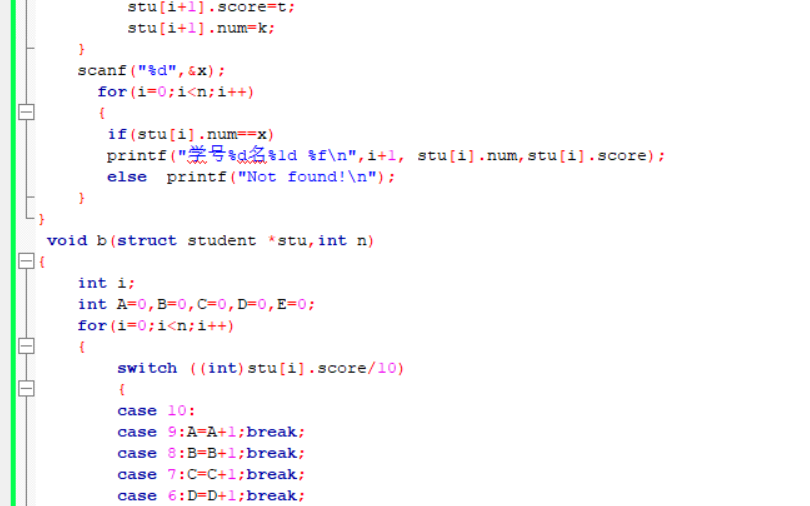 stu[i+1].score=t;
stu[i+1].num=k;
}
scanf("%d",&x);
for(i=0;i<n;i++)
{
if(stu[i].num==x)
printf("学号%d名%ld %f\n",i+1, stu[i].num,stu[i].score);
else  printf("Not found!\n");
}
}
void b(struct student *stu,int n)
{
int i;
int A=0,B=0,C=0,D=0,E=0;
for(i=0;i<n;i++)
{
switch ((int)stu[i].score/10)
{
case 10:
case 9:A=A+1;break;
case 8:B=B+1;break;
case 7:C=C+1;break;
case 6:D=D+1;break;